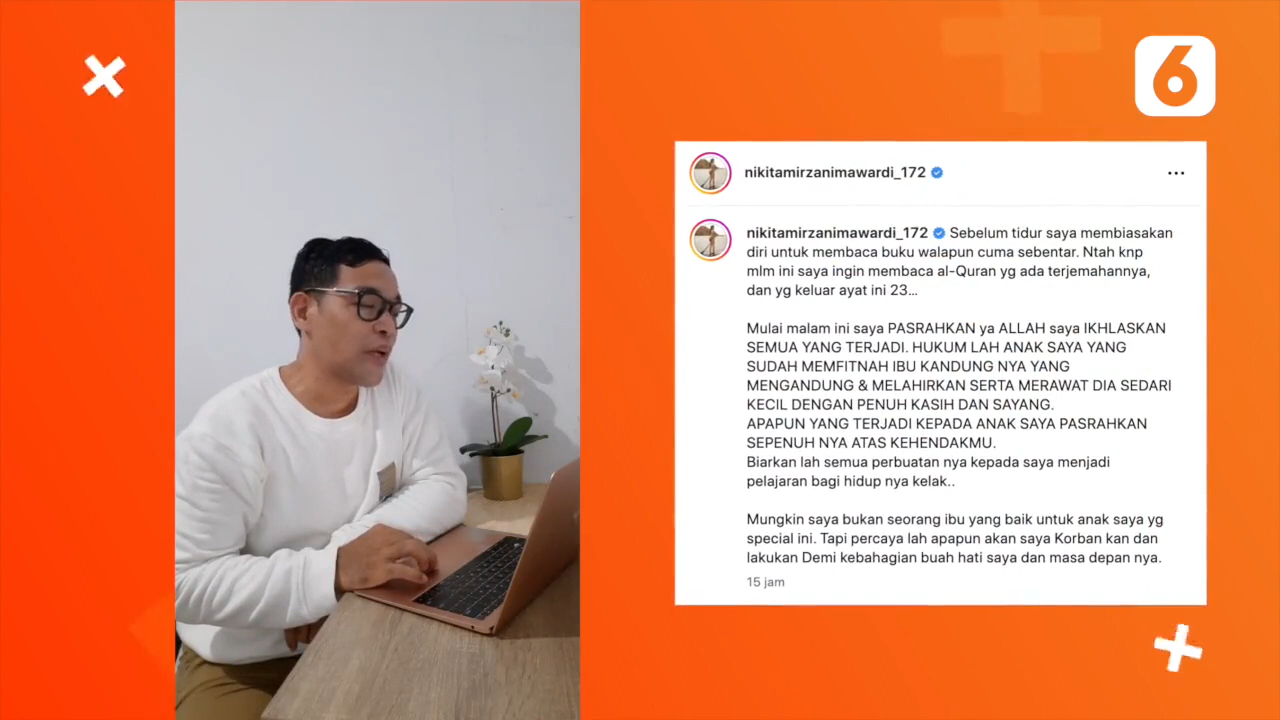 6
nikitamirzanimawardi_172
nikitamirzanimawardi_172 Sebelum tidur saya membiasakan
diri untuk membaca buku walapun cuma sebentar. Ntah knp
mlm ini saya ingin membaca al-Quran yg ada terjemahannya,
dan yg keluar ayat ini 23...
Mulai malam ini saya PASRAHKAN ya ALLAH saya IKHLASKAN
SEMUA YANG TERJADI. HUKUM LAH ANAK SAYA YANG
SUDAH MEMFITNAH IBU KANDUNG NYA YANG
MENGANDUNG & MELAHIRKAN SERTA MERAWAT DIA SEDARI
KECIL DENGAN PENUH KASIH DAN SAYANG.
APAPUN YANG TERJADI KEPADA ANAK SAYA PASRAHKAN
SEPENUH NYA ATAS KEHENDAKMU.
Biarkan lah semua perbuatan nya kepada saya menjadi
pelajaran bagi hidup nya kelak..
Mungkin saya bukan seorang ibu yang baik untuk anak saya yg
special ini. Tapi percaya lah apapun akan saya Korban kan dan
lakukan Demi kebahagian buah hati saya dan masa depan nya.
15 jam